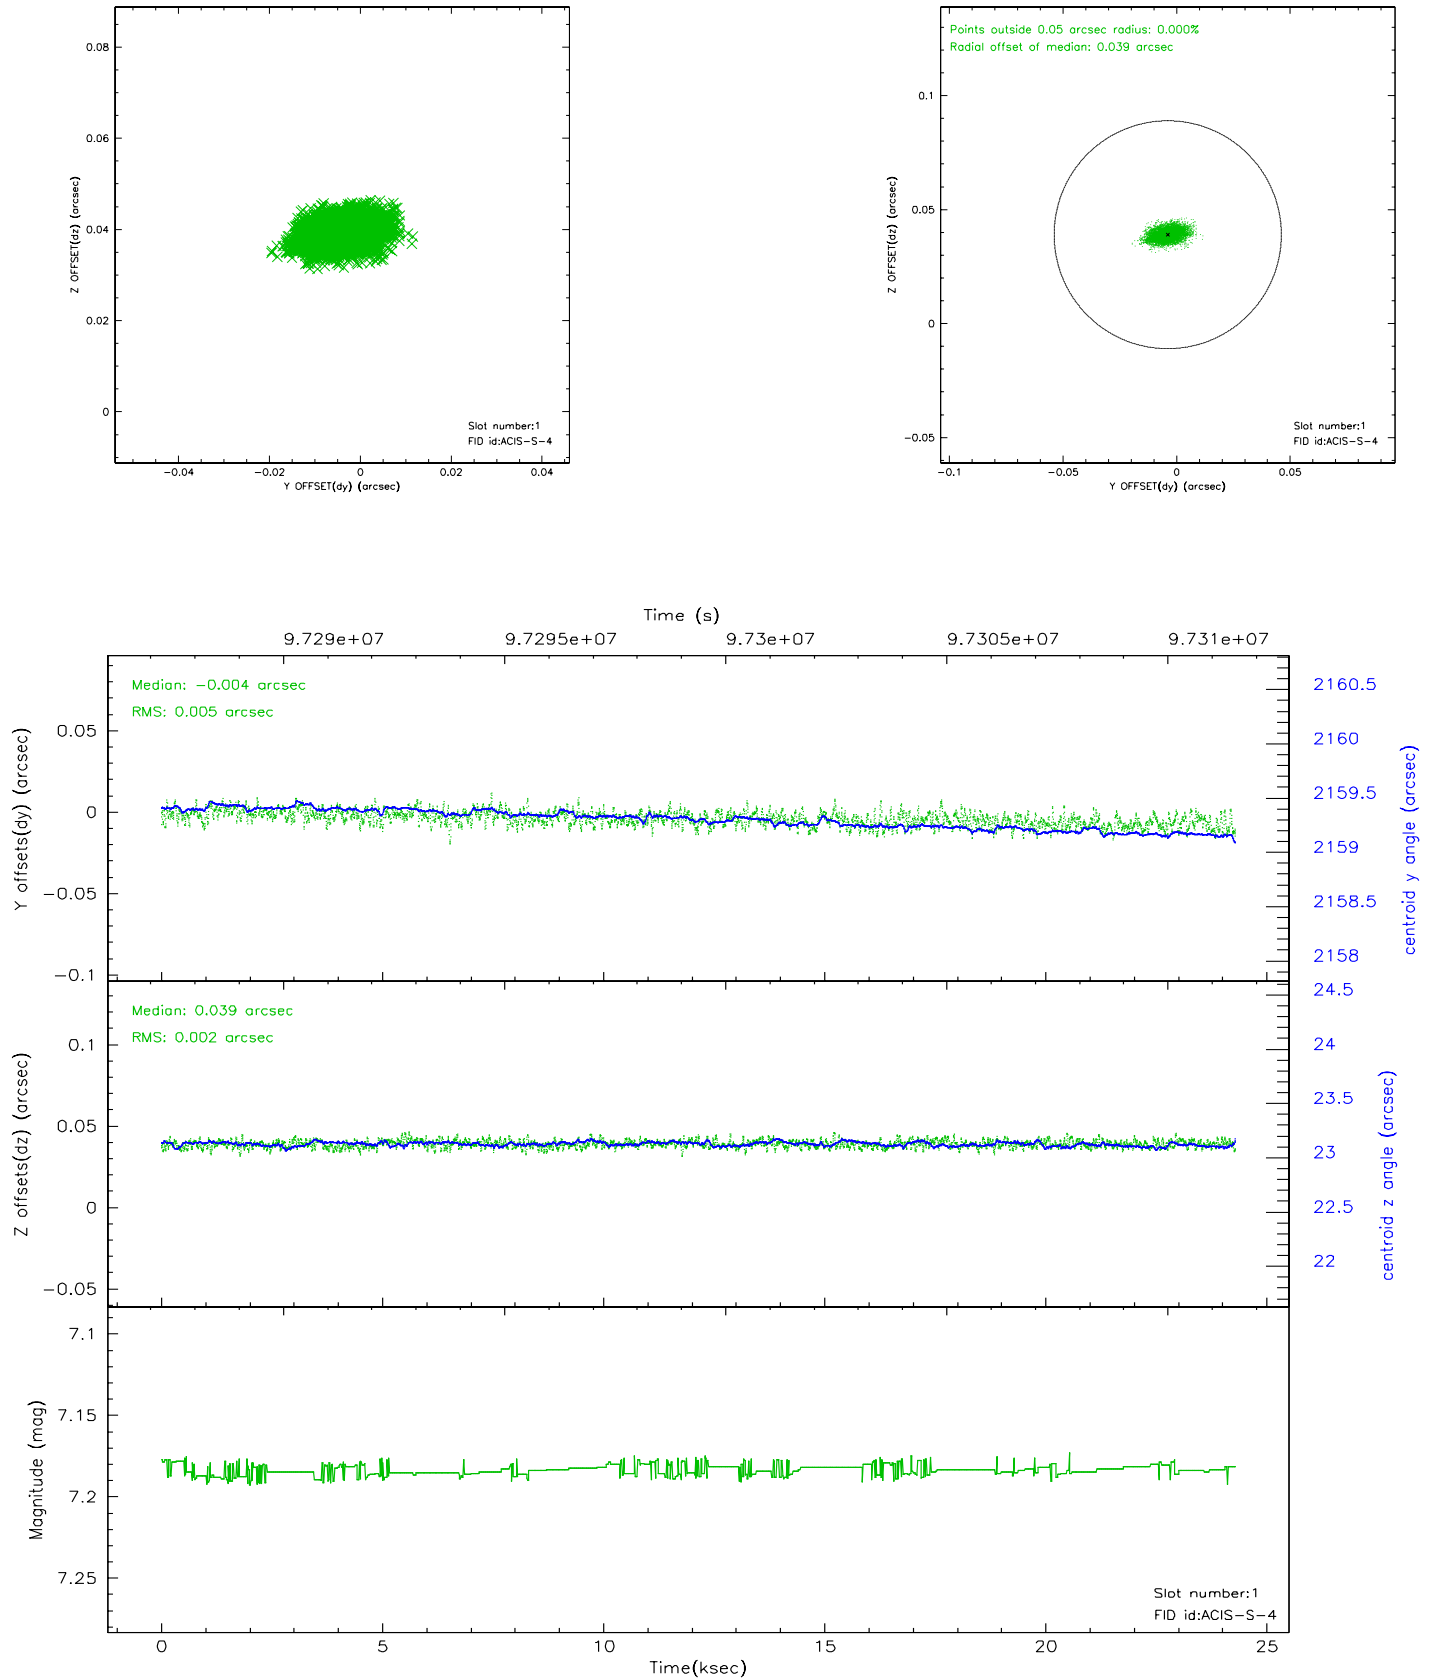 0.08
0.06
0.04
0.02
0
Z OFFSET(dz) (arcsec)
Slot number:1
FID id:ACIS-S-4
-0.04 -0.02 0 0.02 0.04
Y OFFSET(dy) (arcsec)
Points outside 0.05 arcsec radius: 0.000%
Radial offset of median: 0.039 arcsec
0.1
0.05
0
-0.05
Z OFFSET(dz) (arcsec)
Slot number:1
FID id:ACIS-S-4
-0.1 -0.05 0 0.05
Y OFFSET(dy) (arcsec)
Time (s)
9.729e+07 9.7295e+07 9.73e+07 9.7305e+07 9.731e+07
Median: -0.004 arcsec
RMS: 0.005 arcsec
0.05
0
-0.05
-0.1
Y offsets(dy) (arcsec)
2160.5
2160
2159.5
2159
2158.5
2158
centroid y angle (arcsec)
Median: 0.039 arcsec
RMS: 0.002 arcsec
0.1
0.05
0
-0.05
Z offsets(dz) (arcsec)
24.5
24
23.5
23
22.5
22
centroid z angle (arcsec)
7.1
7.15
7.2
7.25
Magnitude (mag)
Slot number:1
FID id:ACIS-S-4
0 5 10 15 20 25
Time(ksec)